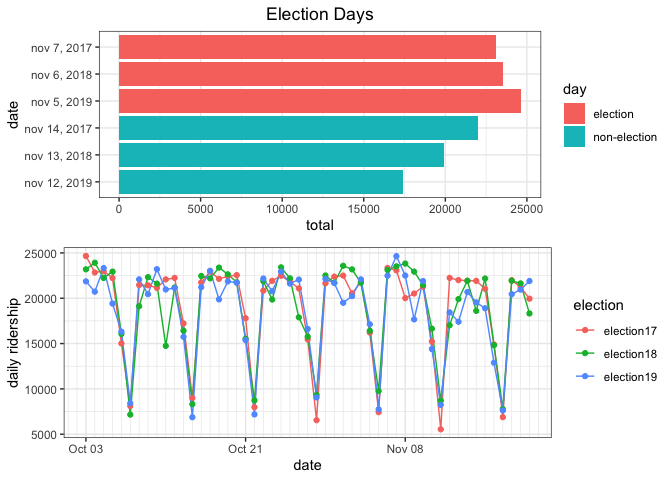 Election Days
date
nov 7, 2017
nov 6, 2018
nov 5, 2019
nov 14, 2017
nov 13, 2018
nov 12, 2019
0 5000 10000 15000 20000 25000
total
day
election
non-election
daily ridership
25000
20000
15000
10000
5000
Oct 03 Oct 21 Nov 08
date
election
election17
election18
election19